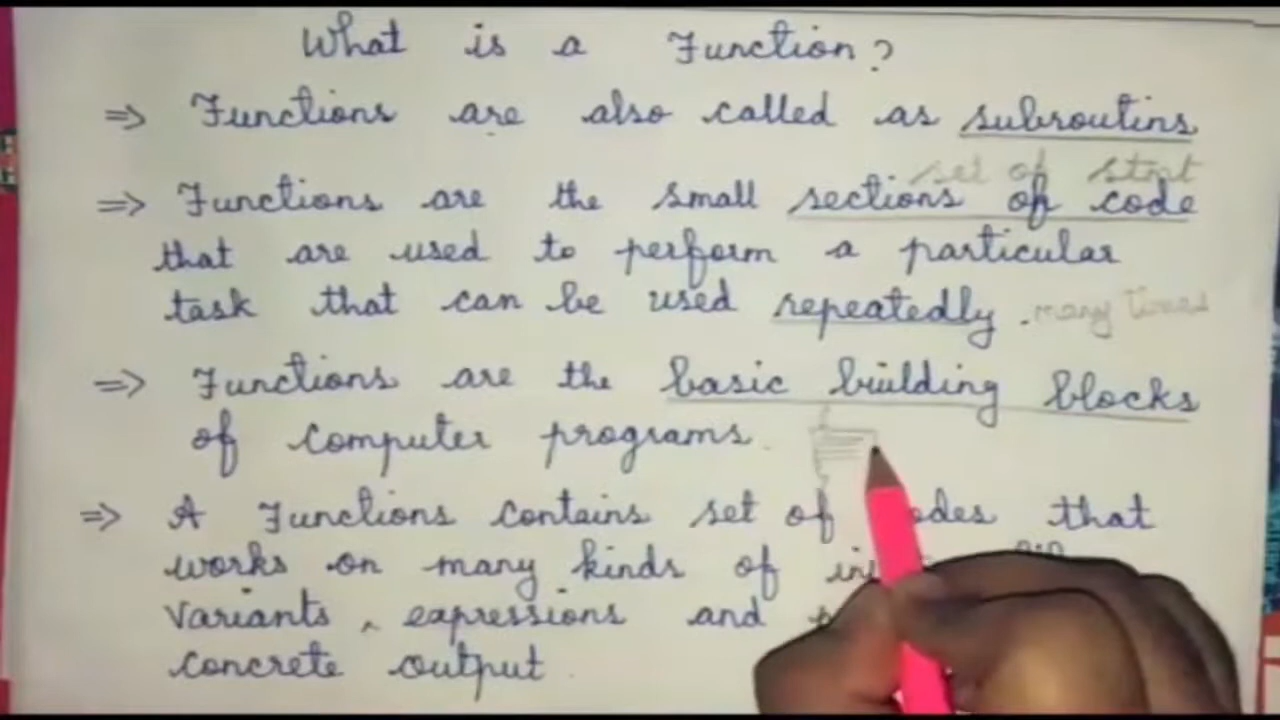 What is a Function?
⇒ Functions are also called as subroutins
set of stmt
⇒ Functions are the small sections of code
that are used to perform a particular
task that can be used repeatedly. many times
⇒ Functions are the basic building blocks
of computer programs.
⇒ A Functions contains set of codes that
works on many kinds of
variants, expressions and
concrete output.